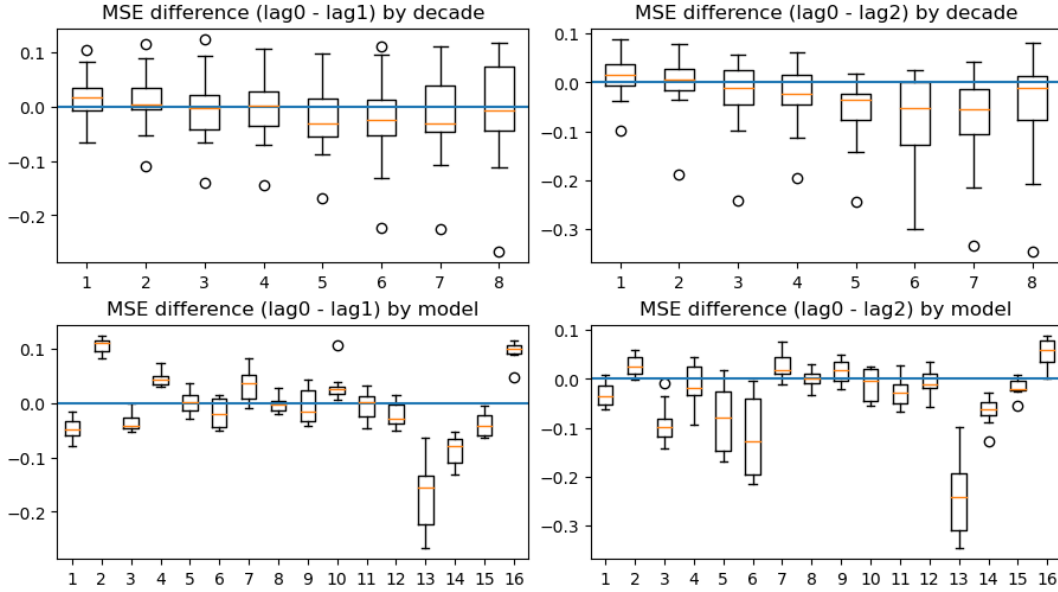 MSE difference (lag0 - lag1) by decade
0.1
0.0
−0.1
−0.2
1 2 3 4 5 6 7 8
MSE difference (lag0 - lag2) by decade
0.1
0.0
−0.1
−0.2
−0.3
1 2 3 4 5 6 7 8
MSE difference (lag0 - lag1) by model
0.1
0.0
−0.1
−0.2
1 2 3 4 5 6 7 8 9 10 11 12 13 14 15 16
MSE difference (lag0 - lag2) by model
0.1
0.0
−0.1
−0.2
−0.3
1 2 3 4 5 6 7 8 9 10 11 12 13 14 15 16